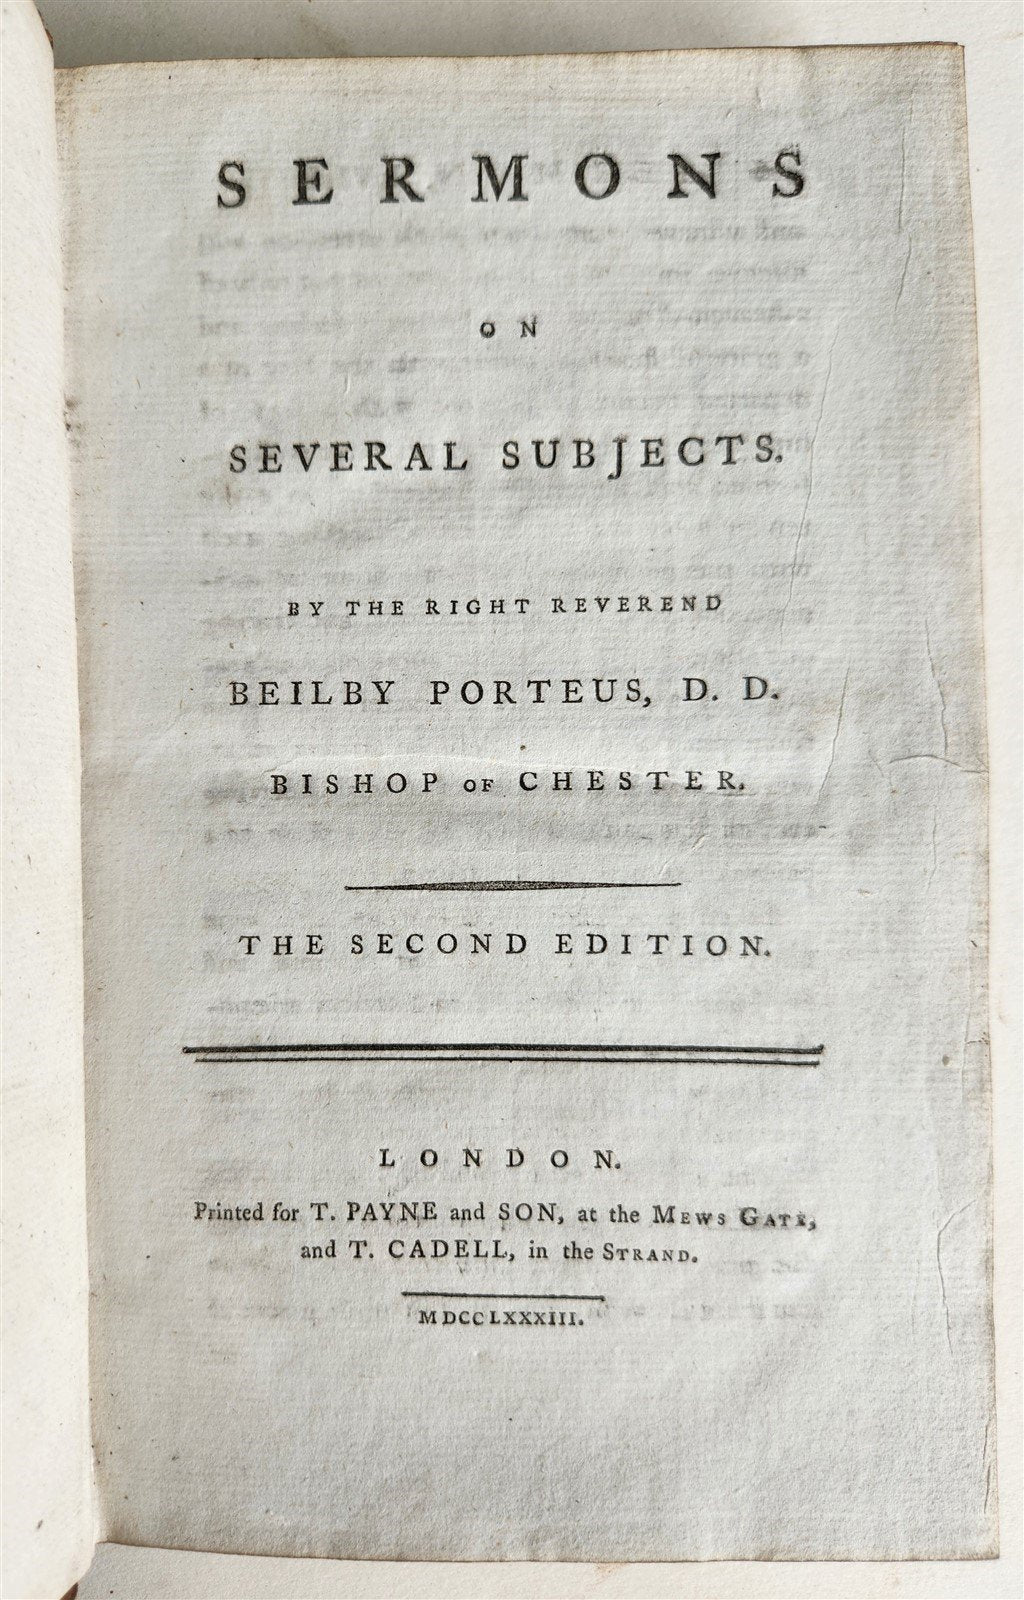 SERMONS
ON
SEVERAL SUBJECTS.
BY THE RIGHT REVEREND
BEILBY PORTEUS, D. D.
BISHOP OF CHESTER.
THE SECOND EDITION.
LONDON.
Printed for T. PAYNE and SON, at the MEWS GATE,
and T. CADELL, in the STRAND.
MDCCLXXXIII.